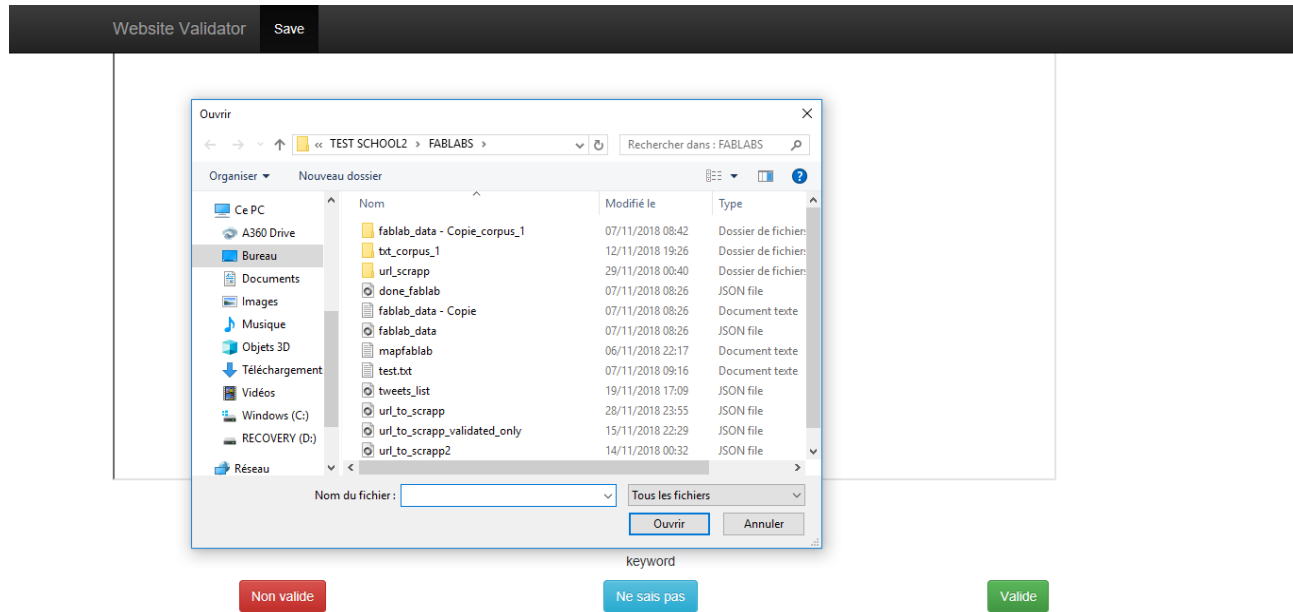 Website Validator Save
Ouvrir
« TEST SCHOOL2 › FABLABS › Rechercher dans : FABLABS
Organiser Nouveau dossier
Nom Modifié le Type
Ce PC
A360 Drive
Bureau
Documents
Images
Musique
Objets 3D
Téléchargement
Vidéos
Windows (C:)
RECOVERY (D:)
Réseau
fablab_data - Copie_corpus_1 07/11/2018 08:42 Dossier de fichiers
txt_corpus_1 12/11/2018 19:26 Dossier de fichiers
url_scrapp 29/11/2018 00:40 Dossier de fichiers
done_fablab 07/11/2018 08:26 JSON file
fablab_data - Copie 07/11/2018 08:26 Document texte
fablab_data 07/11/2018 08:26 JSON file
mapfablab 06/11/2018 22:17 Document texte
test.txt 07/11/2018 09:16 Document texte
tweets_list 19/11/2018 17:09 JSON file
url_to_scrapp 28/11/2018 23:55 JSON file
url_to_scrapp_validated_only 15/11/2018 22:29 JSON file
url_to_scrapp2 14/11/2018 00:32 JSON file
Nom du fichier : Tous les fichiers
Ouvrir Annuler
keyword
Non valide Ne sais pas Valide